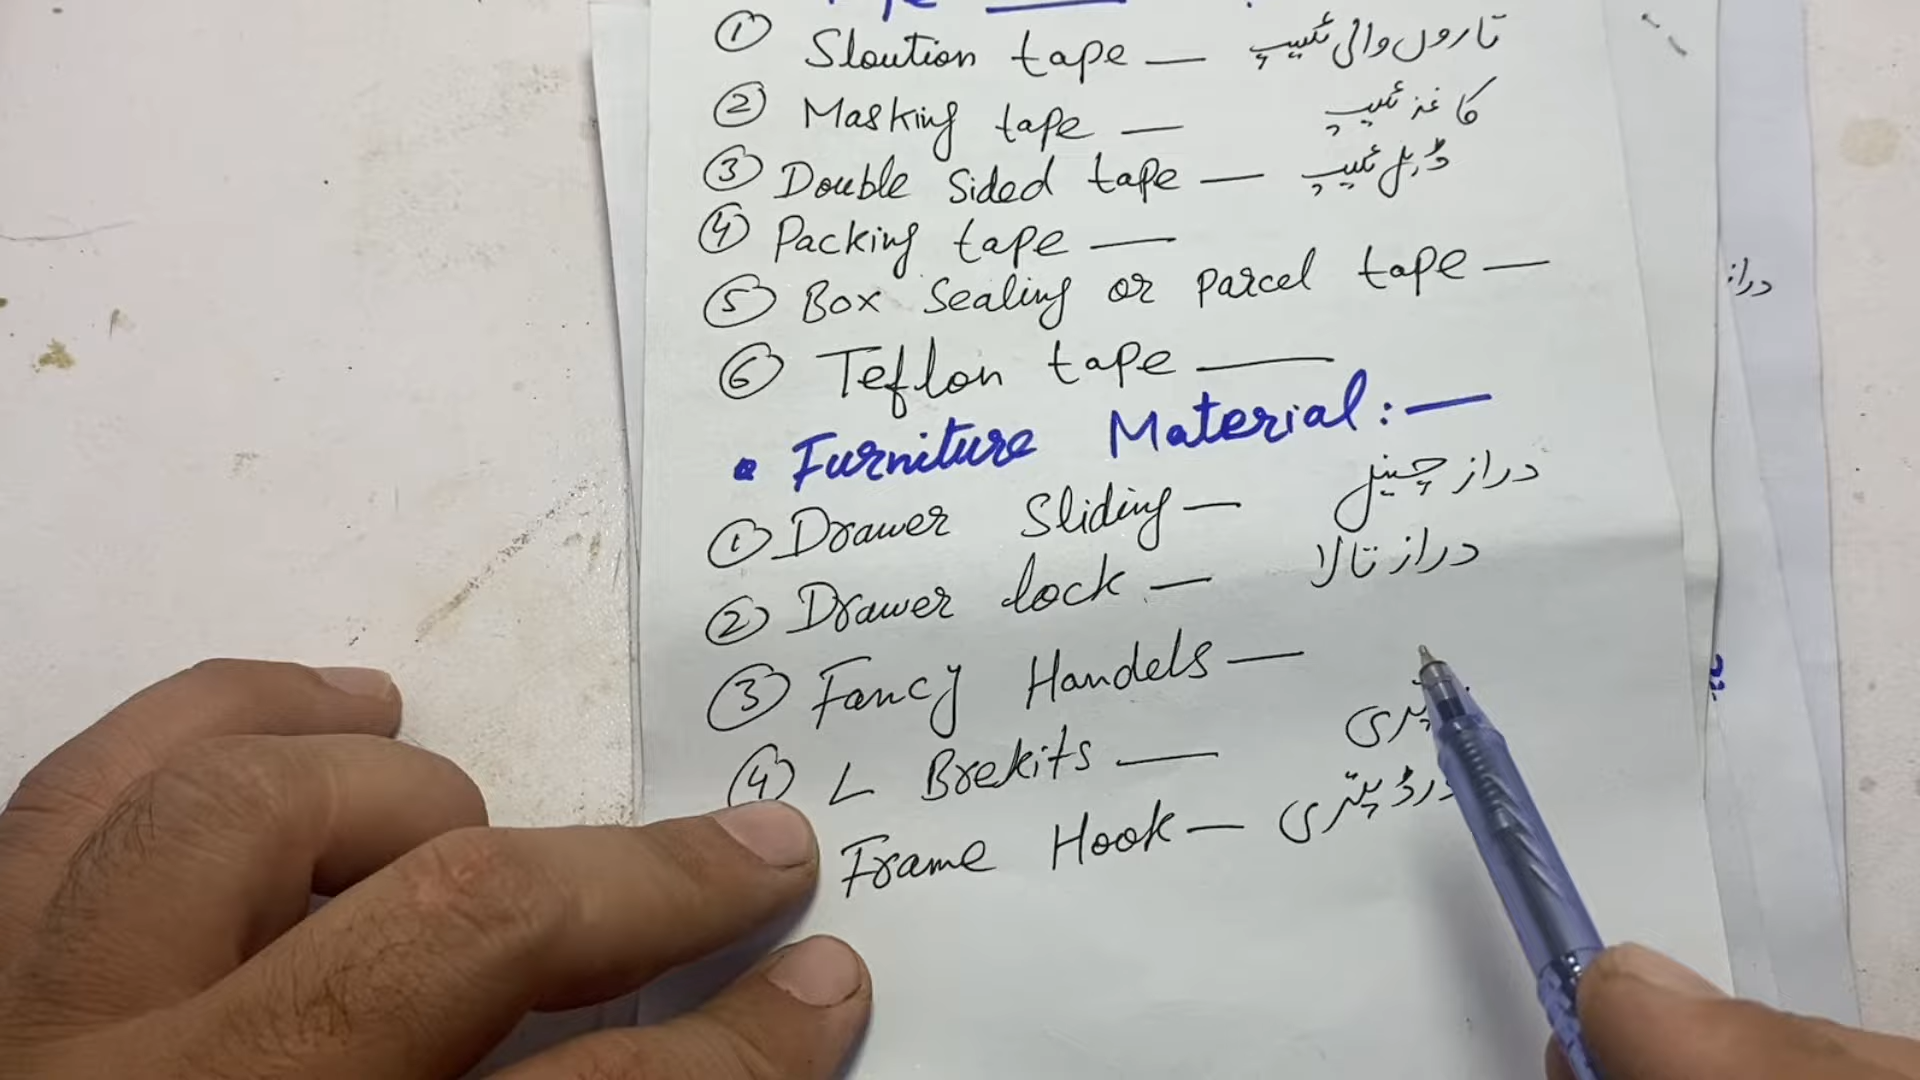 ① Sloution tape — تاروں والی ٹیپ
② Masking tape — کاغذ ٹیپ
③ Double Sided tape — ڈبل ٹیپ
④ Packing tape —
⑤ Box Sealing or Parcel tape —
⑥ Teflon tape —
• Furniture Material :—
① Drawer Sliding — دراز چینل
② Drawer lock — دراز تالا
③ Fancy Handels —
④ L Brekits —
Frame Hook — پتری
دراز